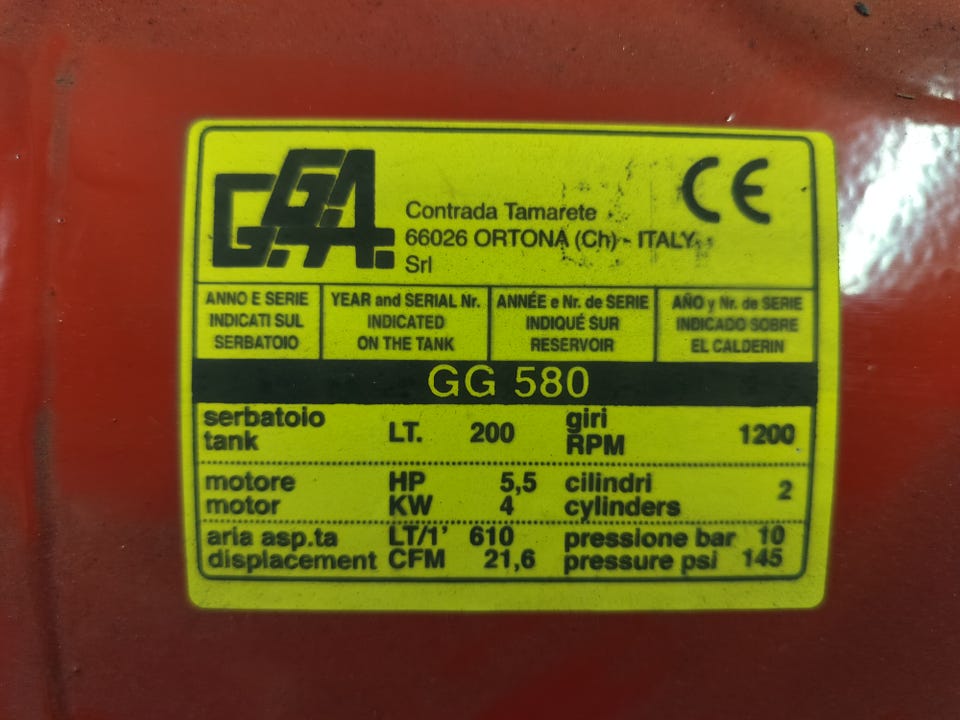 G.G.A.
CE
Contrada Tamarete
66026 ORTONA (Ch) - ITALY
Srl
ANNO E SERIE
INDICATI SUL
SERBATOIO
YEAR and SERIAL Nr.
INDICATED
ON THE TANK
ANNÉE e Nr. de SERIE
INDIQUÉ SUR
RESERVOIR
AÑO y Nr. de SERIE
INDICADO SOBRE
EL CALDERIN
GG 580
serbatoio
tank
LT. 200
giri
RPM
1200
motore HP 5,5
motor KW 4
cilindri
cylinders
2
aria asp.ta LT/1' 610
displacement CFM 21,6
pressione bar 10
pressure psi 145